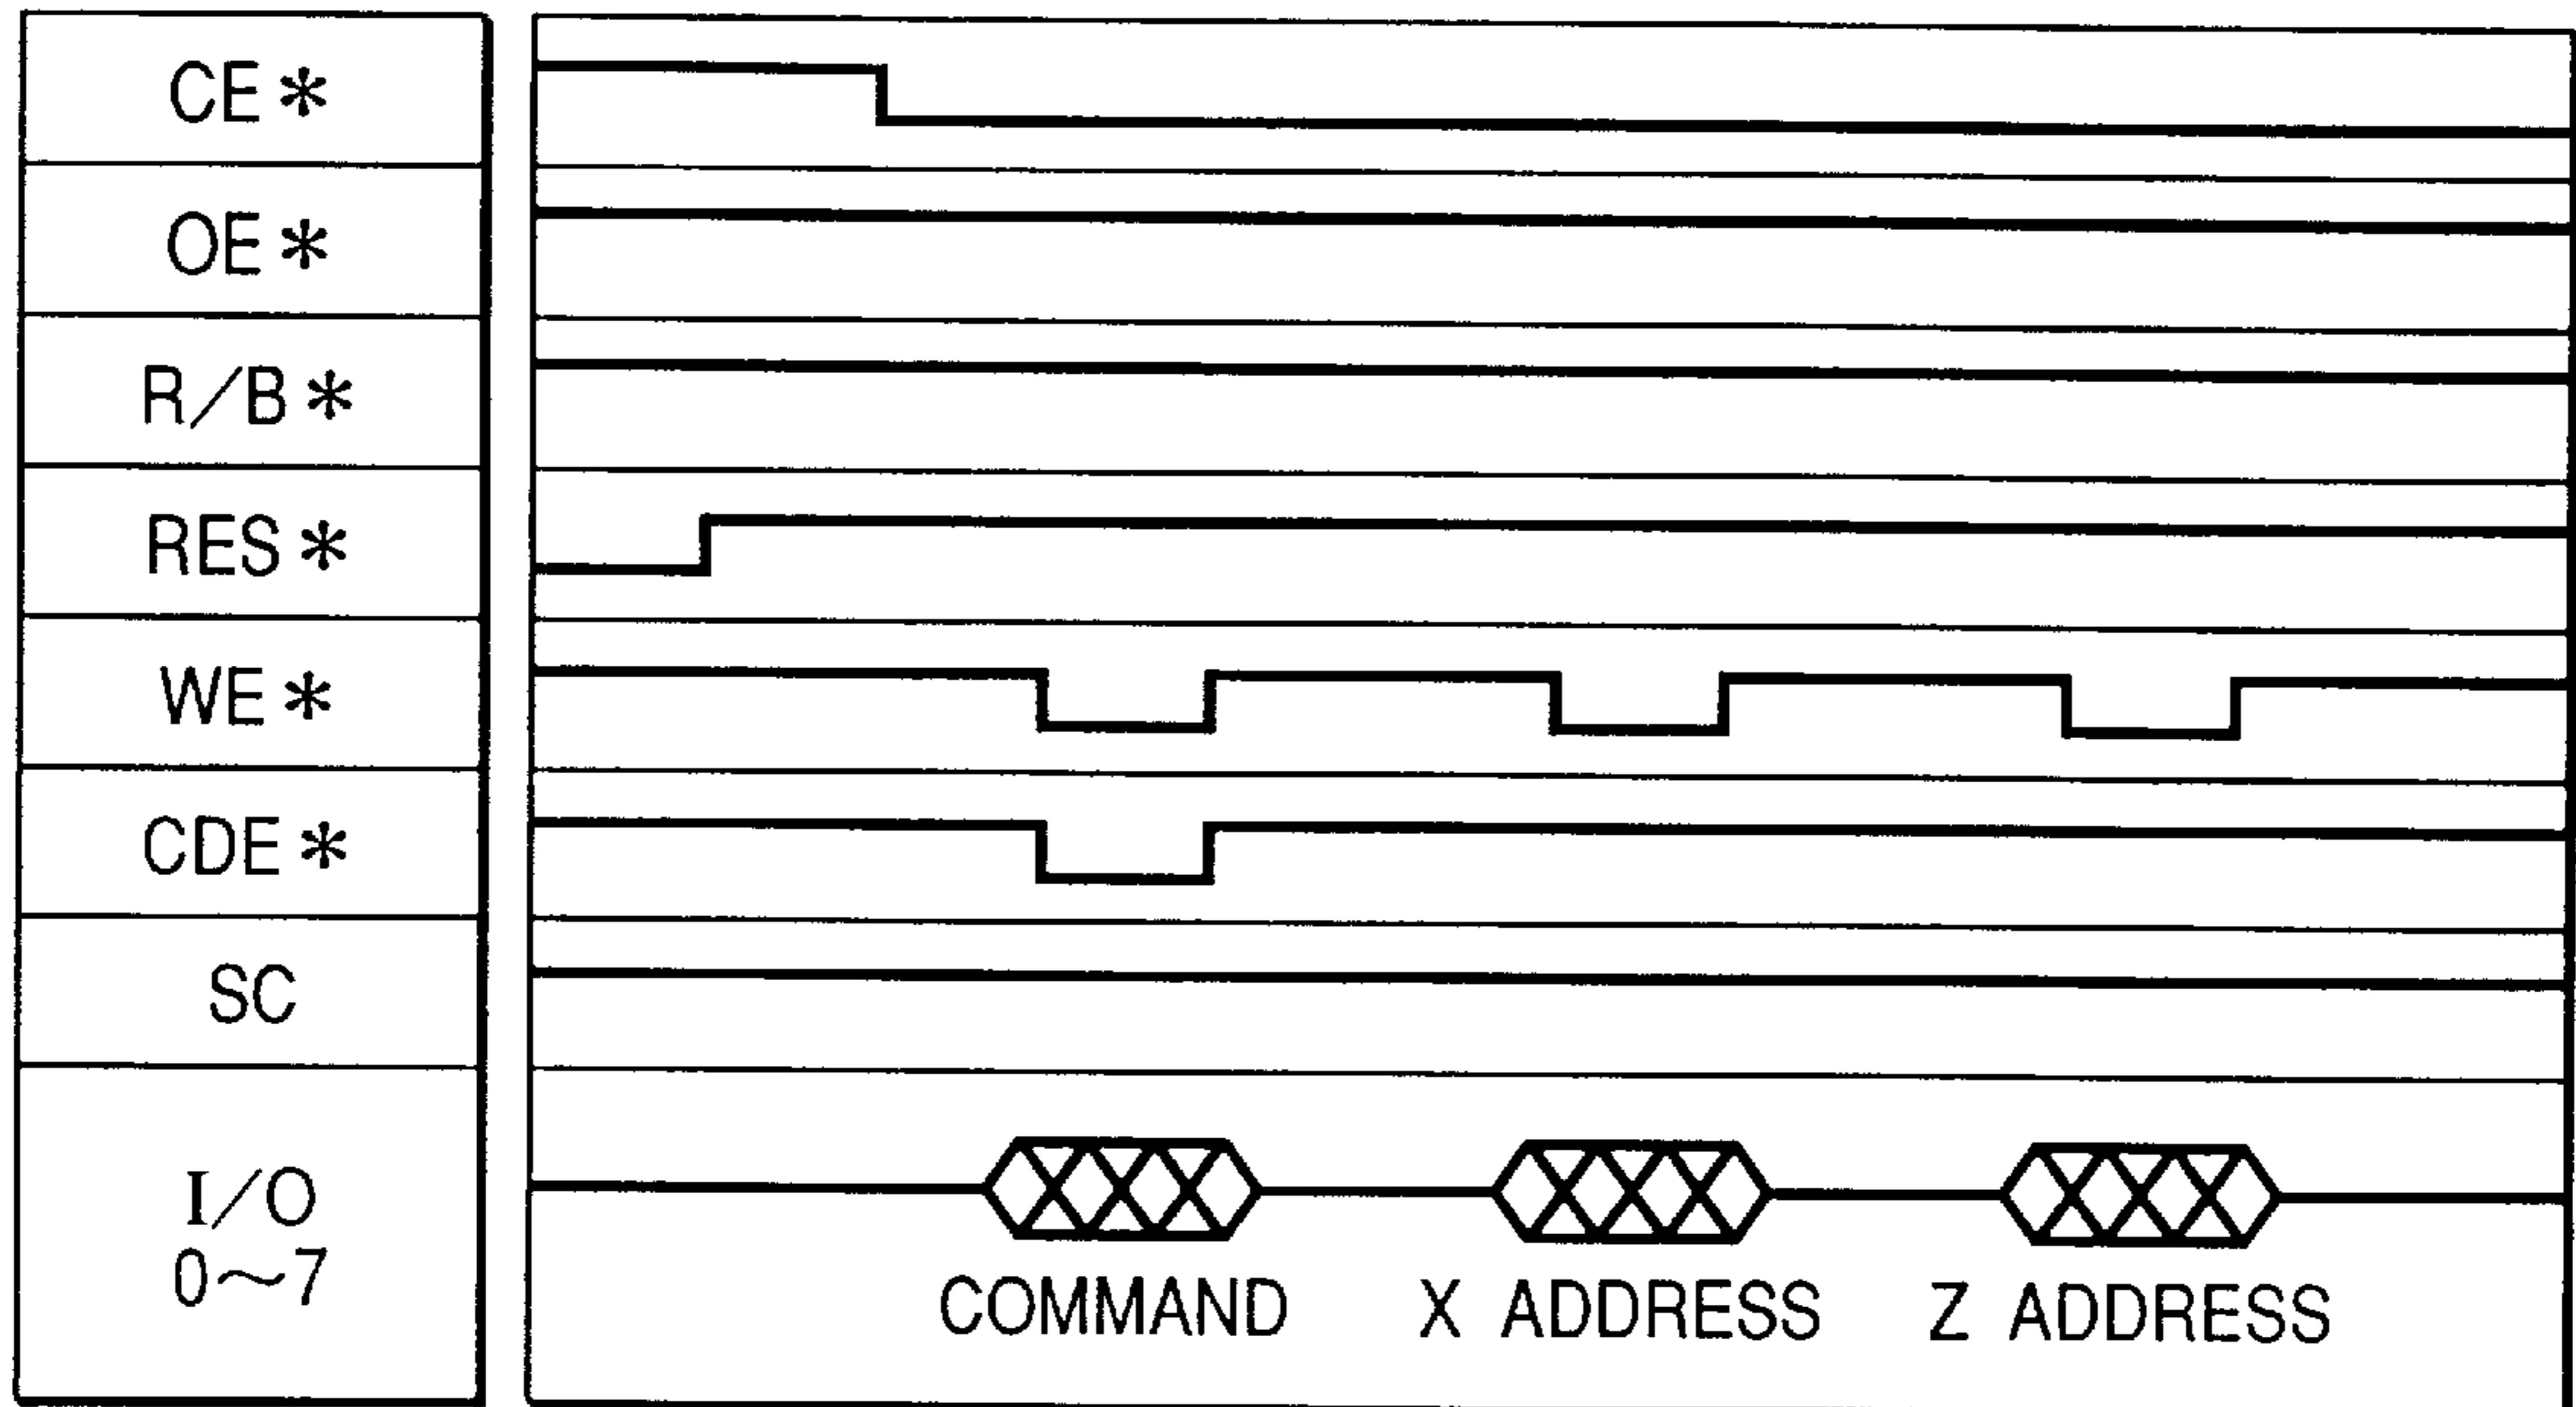 CE*
OE*
R/B*
RES*
WE*
CDE*
SC
I/O
0~7
COMMAND X ADDRESS Z ADDRESS